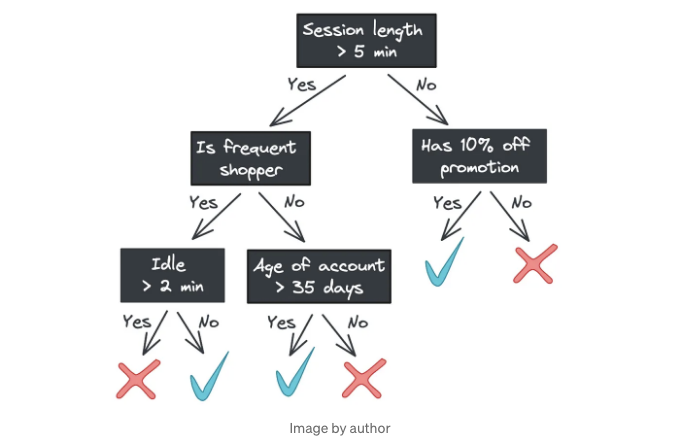 Session length
> 5 min
Yes
No
Is frequent
shopper
Has 10% off
promotion
Yes
No
Yes
No
Idle
> 2 min
Age of account
> 35 days
Yes
No
Yes
No
Image by author